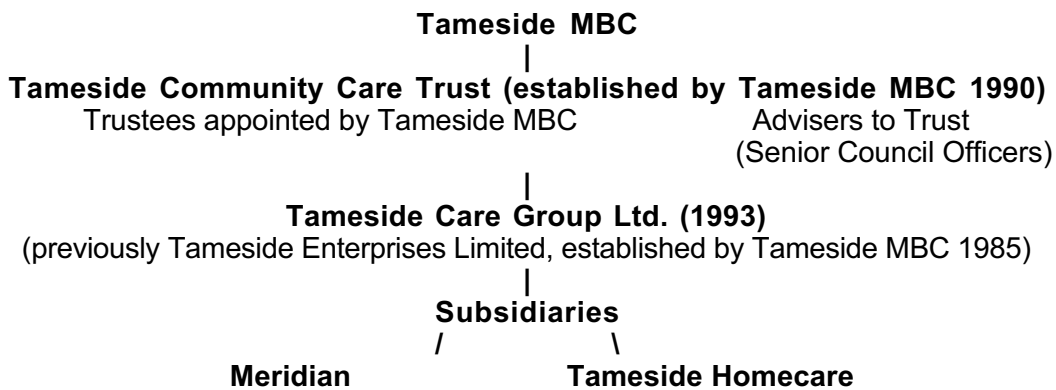 Tameside MBC
|
Tameside Community Care Trust (established by Tameside MBC 1990)
Trustees appointed by Tameside MBC Advisers to Trust
(Senior Council Officers)
|
Tameside Care Group Ltd. (1993)
(previously Tameside Enterprises Limited, established by Tameside MBC 1985)
|
Subsidiaries
/ \
Meridian Tameside Homecare